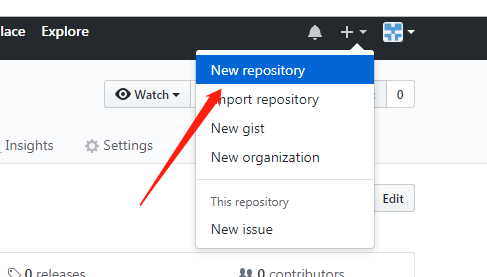 lace Explore
New repository
Watch
Import repository
0
New gist
Insights Settings
New organization
This repository
Edit
New issue
0 releases 0 contributors